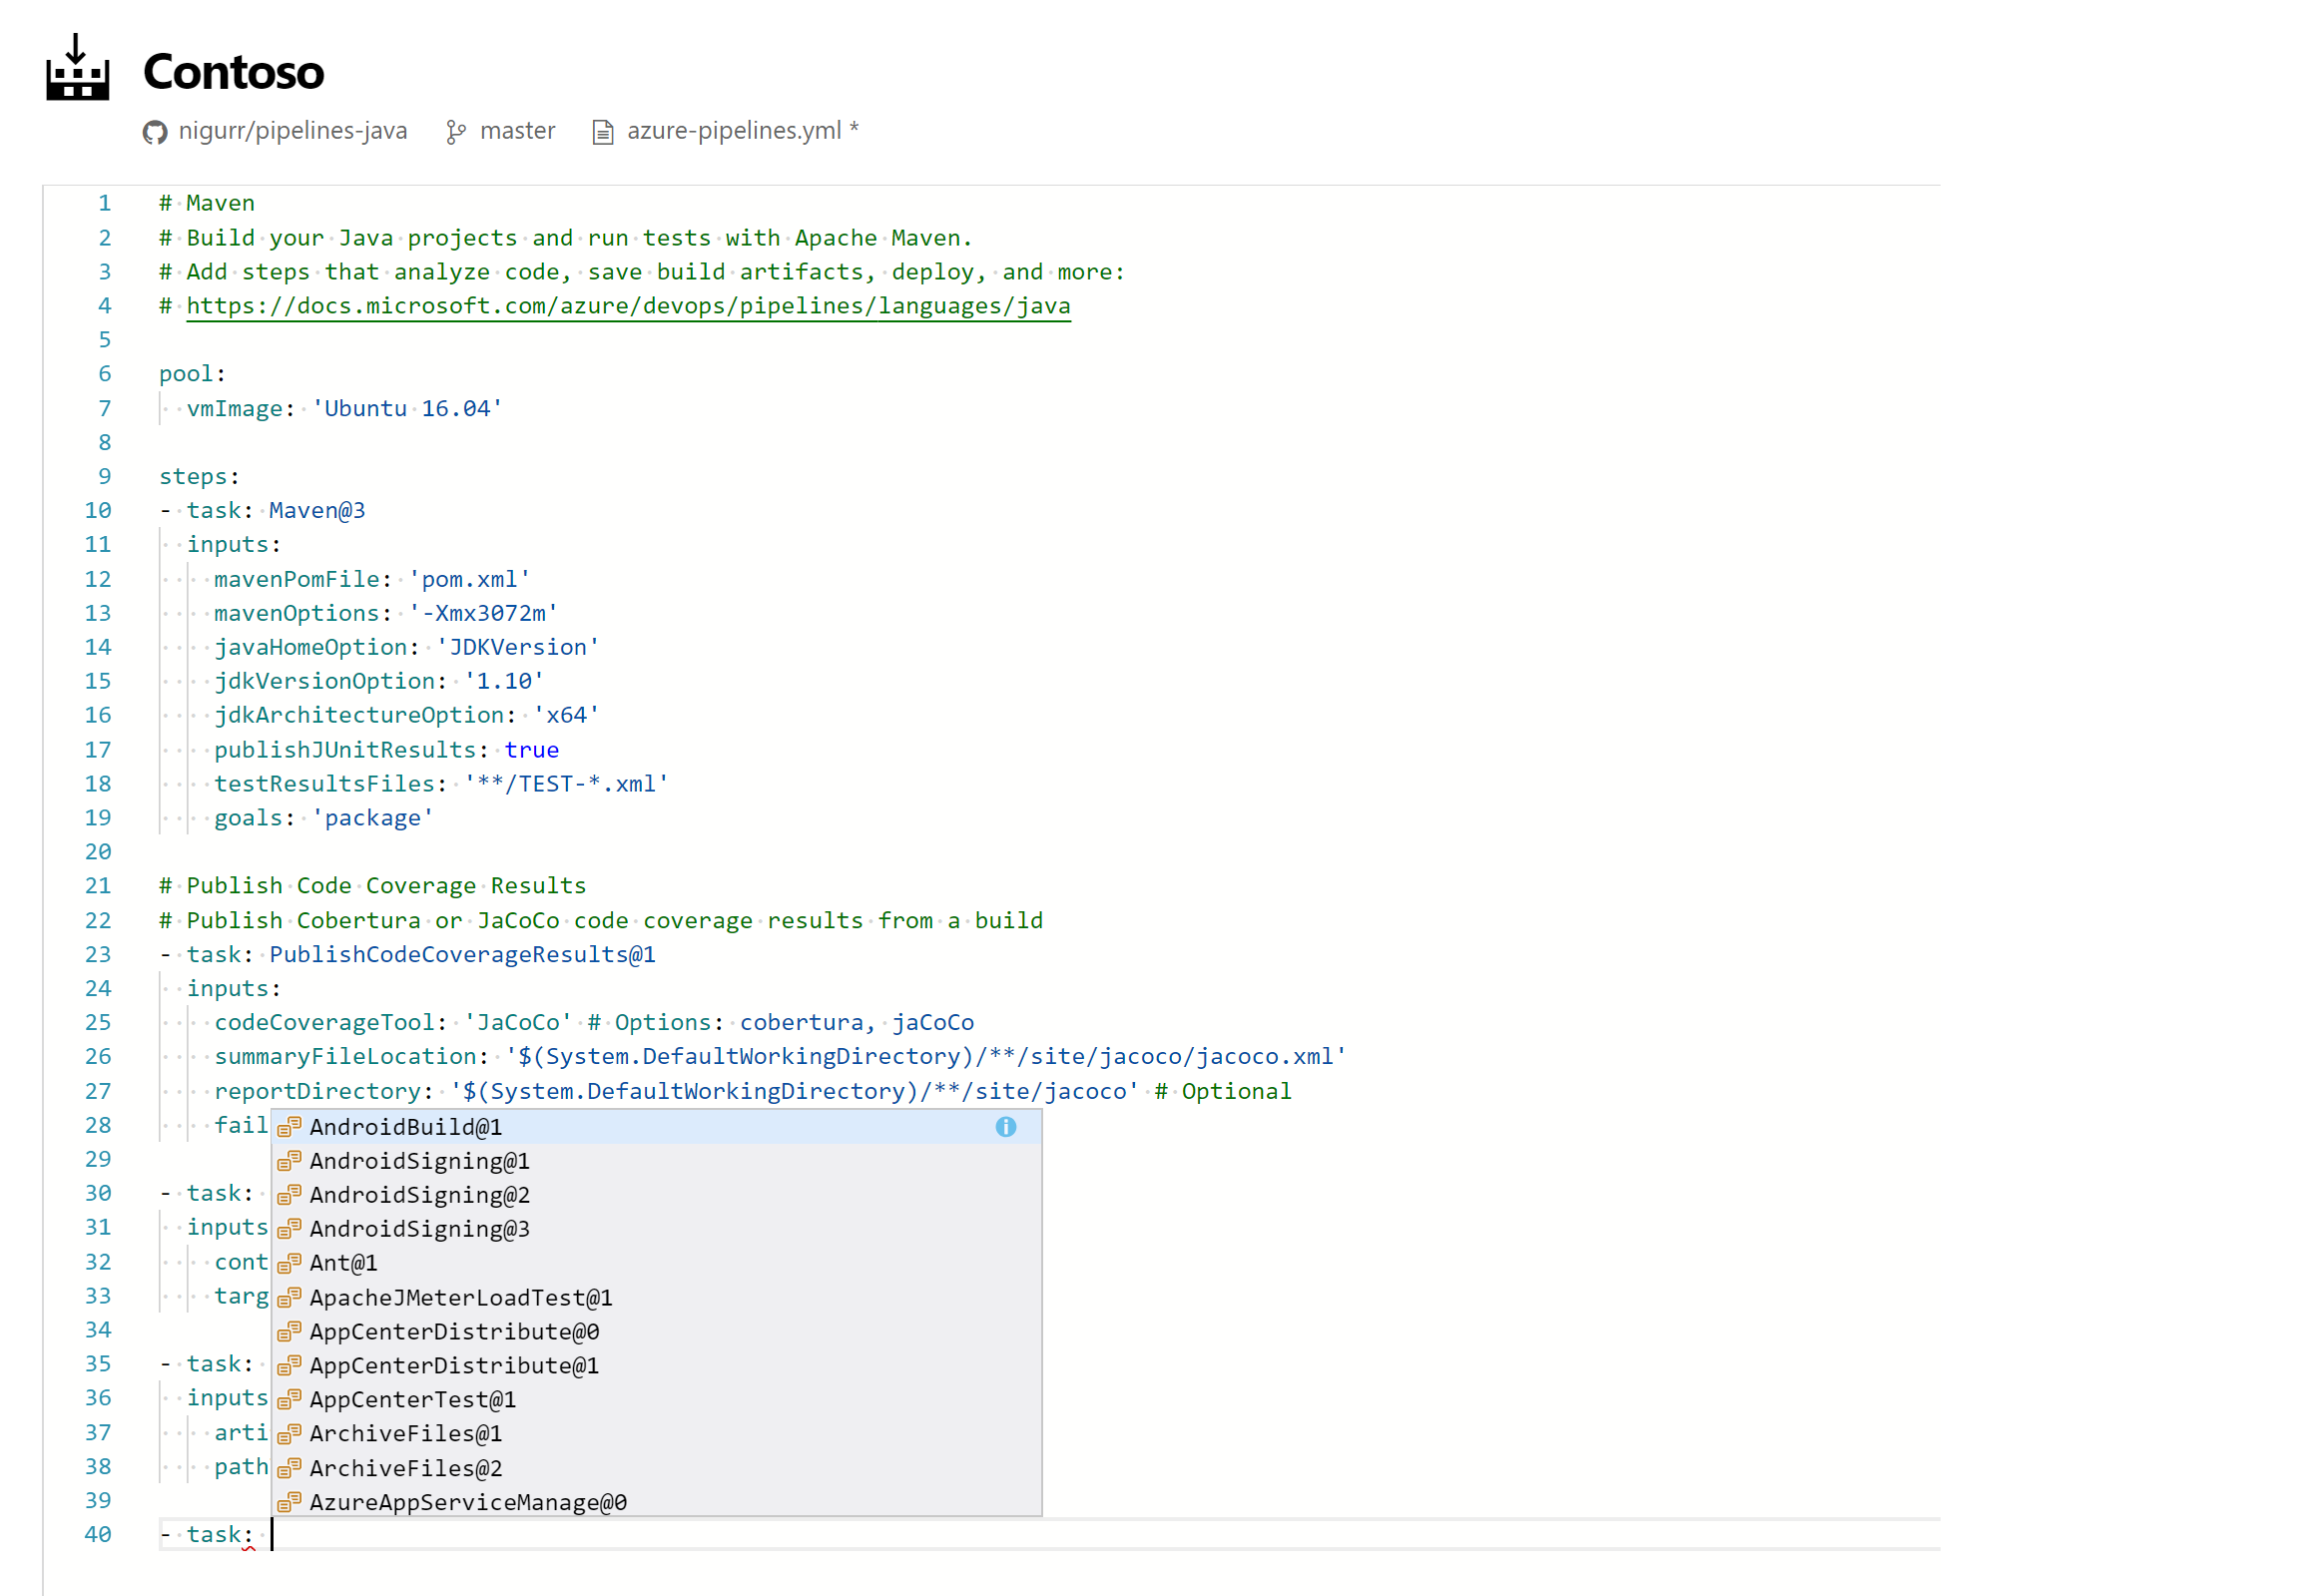 Contoso
nigurr/pipelines-java master azure-pipelines.yml *
1 # Maven
2 # Build your Java projects and run tests with Apache Maven.
3 # Add steps that analyze code, save build artifacts, deploy, and more:
4 # https://docs.microsoft.com/azure/devops/pipelines/languages/java
5
6 pool:
7 vmImage: 'Ubuntu 16.04'
8
9 steps:
10 - task: Maven@3
11 inputs:
12 mavenPomFile: 'pom.xml'
13 mavenOptions: '-Xmx3072m'
14 javaHomeOption: 'JDKVersion'
15 jdkVersionOption: '1.10'
16 jdkArchitectureOption: 'x64'
17 publishJUnitResults: true
18 testResultsFiles: '**/TEST-*.xml'
19 goals: 'package'
20
21 # Publish Code Coverage Results
22 # Publish Cobertura or JaCoCo code coverage results from a build
23 - task: PublishCodeCoverageResults@1
24 inputs:
25 codeCoverageTool: 'JaCoCo' # Options: cobertura, jaCoCo
26 summaryFileLocation: '$(System.DefaultWorkingDirectory)/**/site/jacoco/jacoco.xml'
27 reportDirectory: '$(System.DefaultWorkingDirectory)/**/site/jacoco' # Optional
28 fail AndroidBuild@1
29 AndroidSigning@1
30 - task: AndroidSigning@2
31 inputs AndroidSigning@3
32 cont Ant@1
33 targ ApacheJMeterLoadTest@1
34 AppCenterDistribute@0
35 - task: AppCenterDistribute@1
36 inputs AppCenterTest@1
37 arti ArchiveFiles@1
38 path ArchiveFiles@2
39 AzureAppServiceManage@0
40 - task: